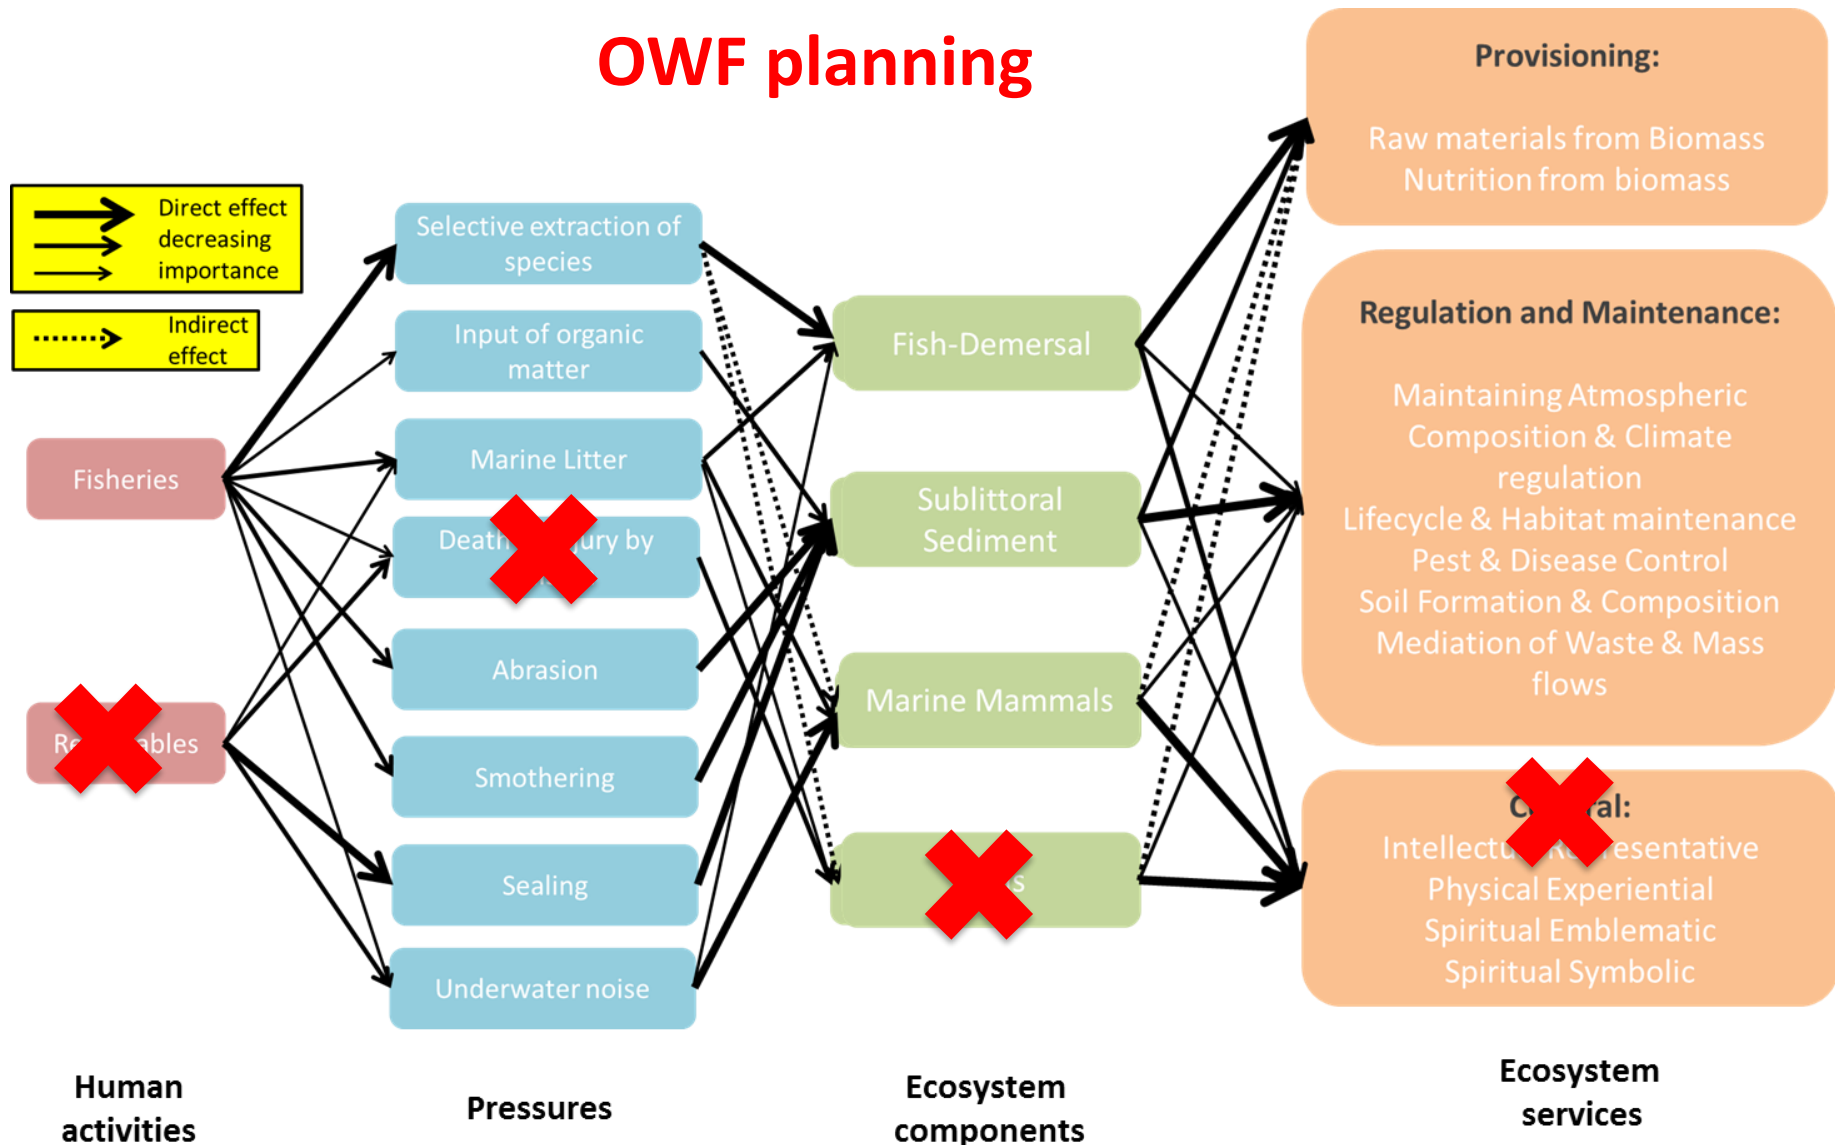 OWF planning
Direct effect
decreasing
importance
Indirect
effect
Fisheries
Selective extraction of
species
Input of organic
matter
Marine Litter
Death
by
Abrasion
Smothering
Sealing
Underwater noise
Fish-Demersal
Sublittoral
Sediment
Marine Mammals
Provisioning:
Raw materials from Biomass
Nutrition from biomass
Regulation and Maintenance:
Maintaining Atmospheric
Composition & Climate
regulation
Lifecycle & Habitat maintenance
Pest & Disease Control
Soil Formation & Composition
Mediation of Waste & Mass
flows
Physical Experiential
Spiritual Emblematic
Spiritual Symbolic
Human
activities
Pressures
Ecosystem
components
Ecosystem
services